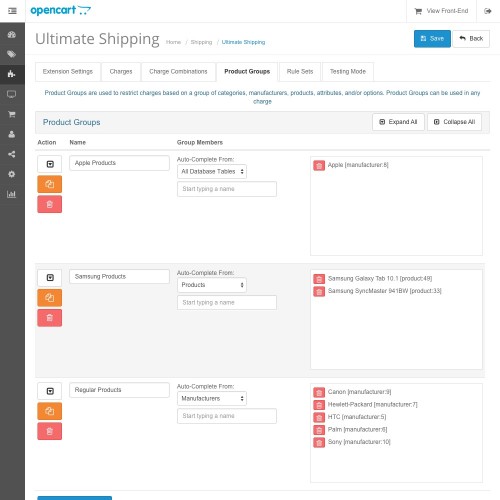 opencart
View Front-End
Ultimate Shipping
Home / Shipping / Ultimate Shipping
Save
Back
Extension Settings
Charges
Charge Combinations
Product Groups
Rule Sets
Testing Mode
Product Groups are used to restrict charges based on a group of categories, manufacturers, products, attributes, and/or options. Product Groups can be used in any
charge
Product Groups
Expand All
Collapse All
Action
Name
Group Members
Apple Products
Auto-Complete From:
All Database Tables
Start typing a name
Apple [manufacturer:8]
Samsung Products
Auto-Complete From:
Products
Start typing a name
Samsung Galaxy Tab 10.1 [product:49]
Samsung SyncMaster 941BW [product:33]
Regular Products
Auto-Complete From:
Manufacturers
Start typing a name
Canon [manufacturer:9]
Hewlett-Packard [manufacturer:7]
HTC [manufacturer:5]
Palm [manufacturer:6]
Sony [manufacturer:10]